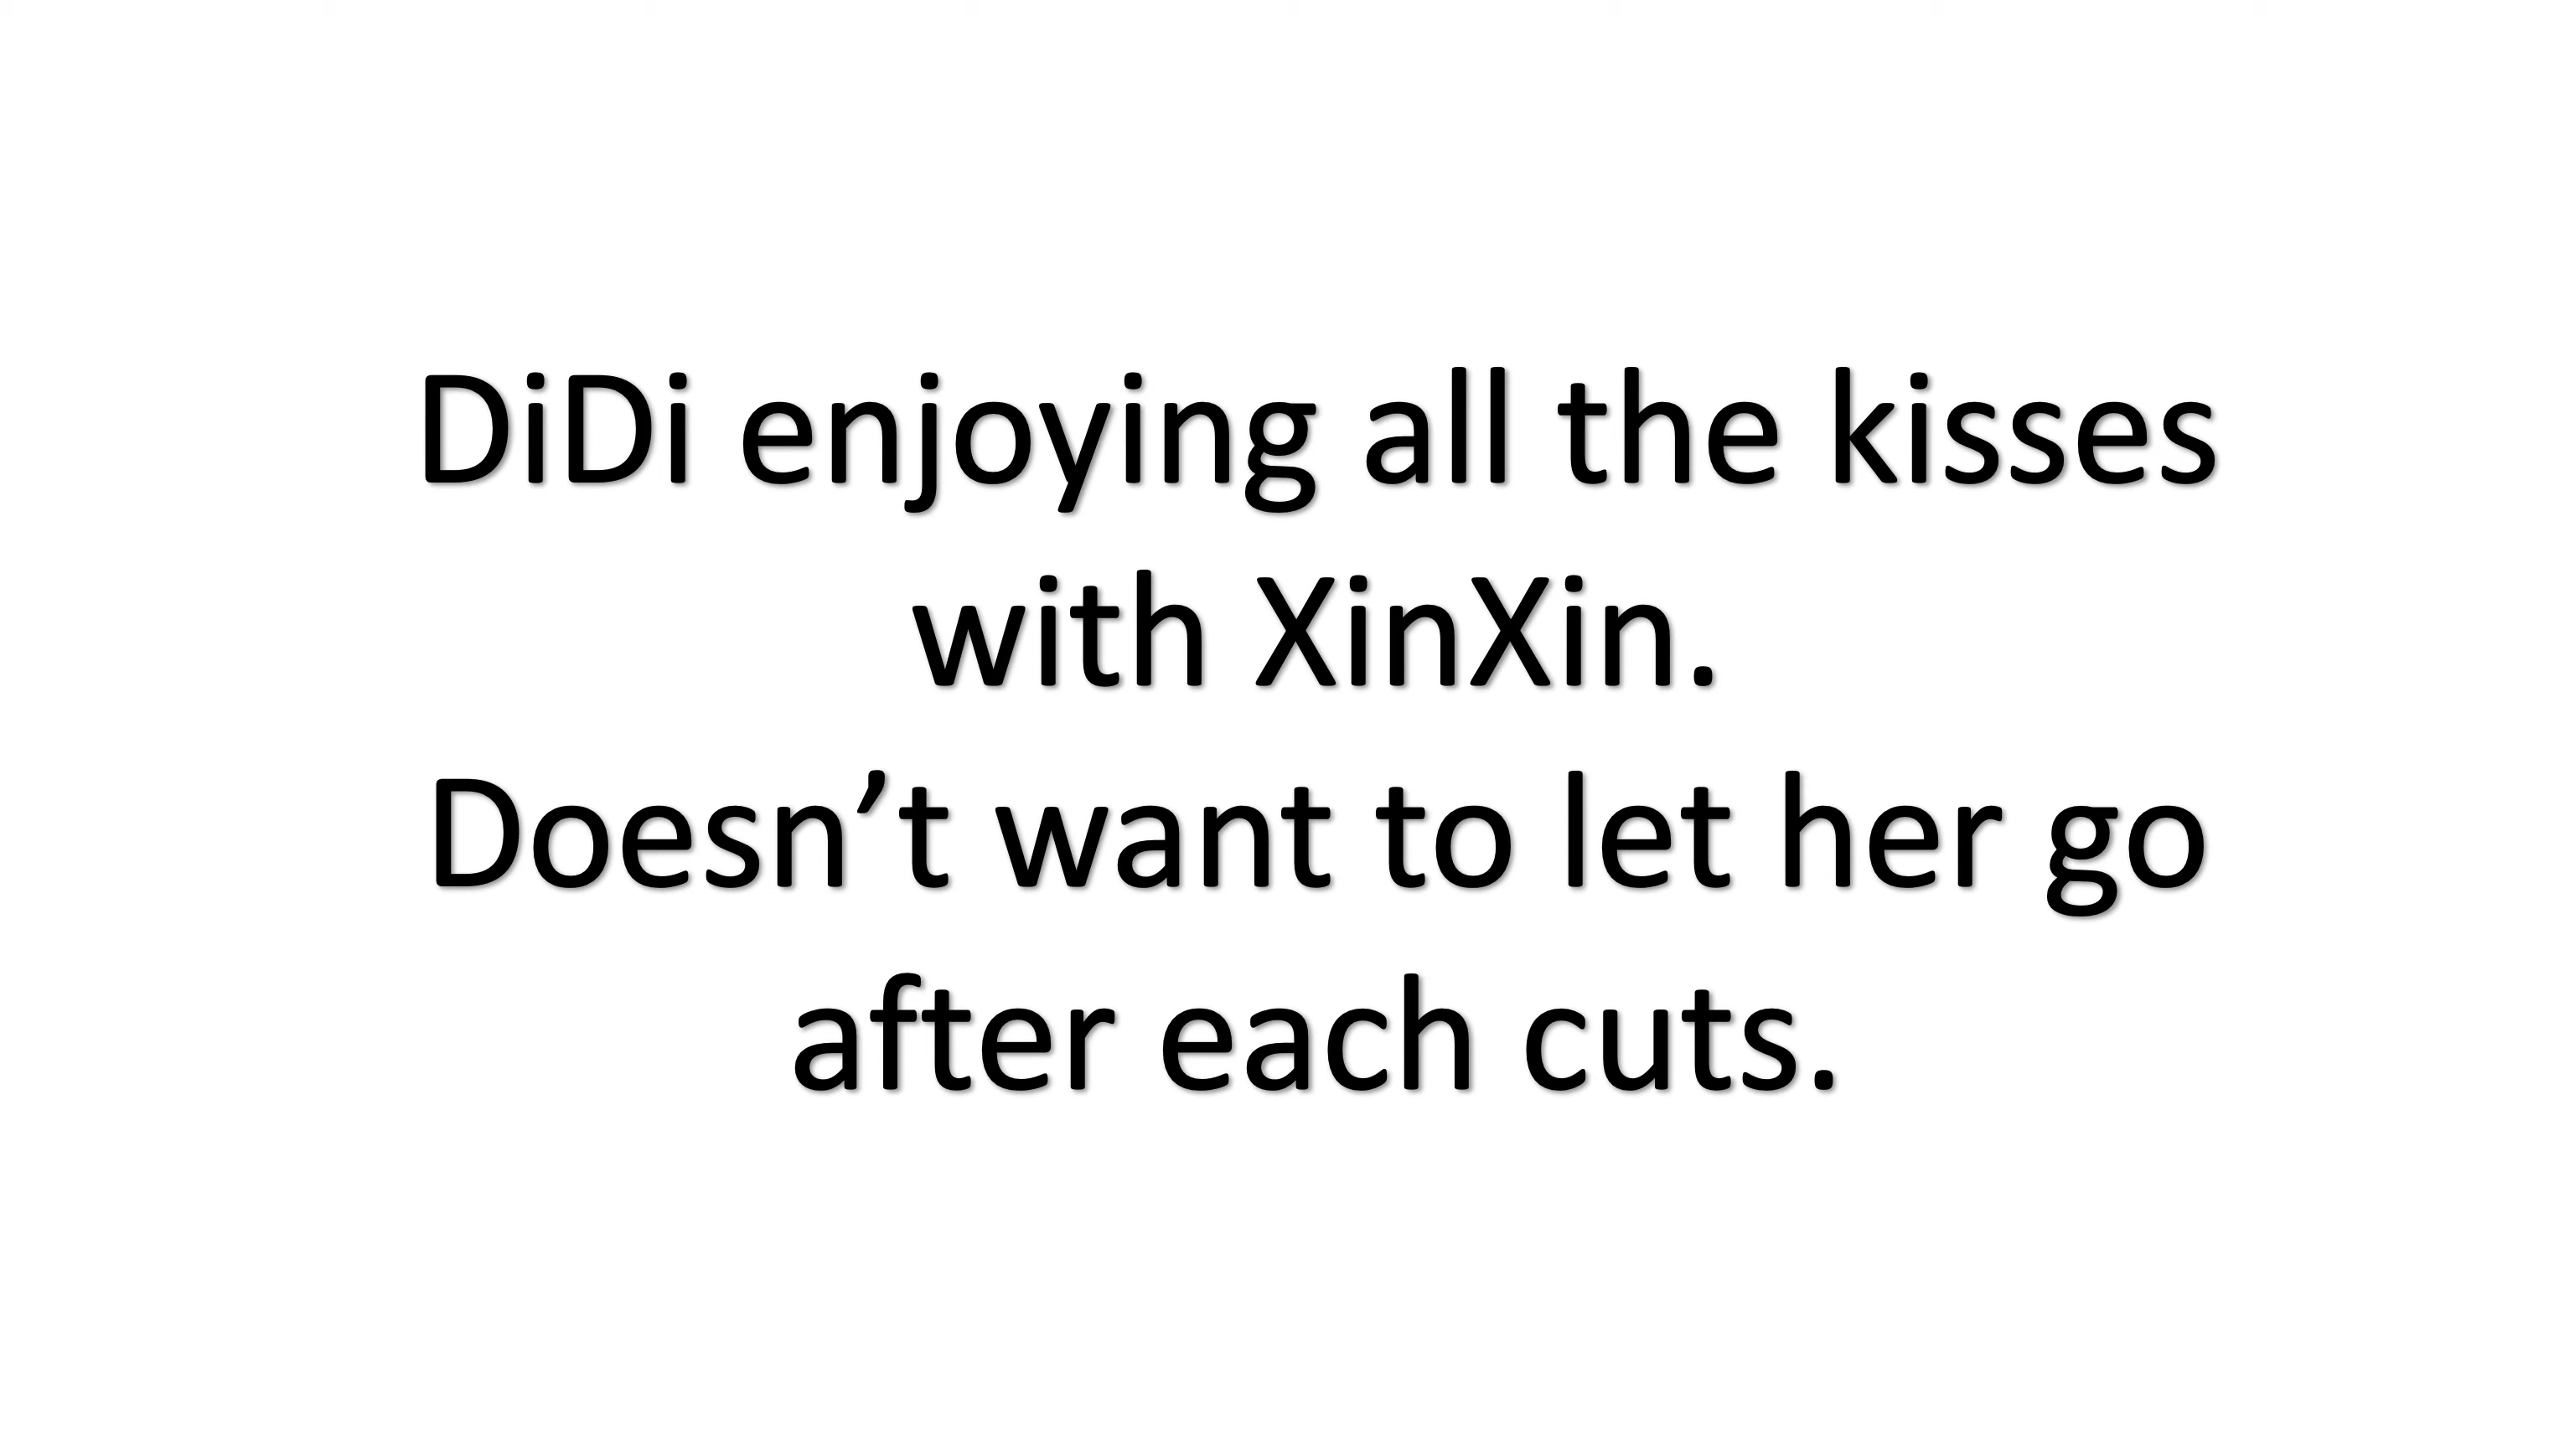 DiDi enjoying all the kisses
with XinXin.
Doesn’t want to let her go
after each cuts.